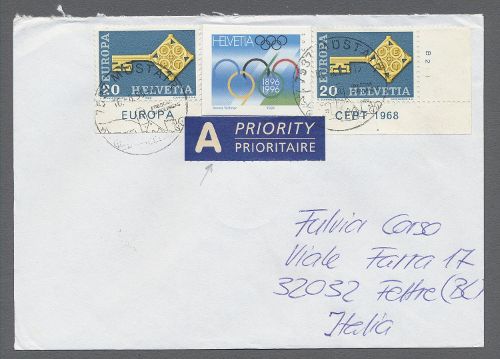 EUROPA
20 HELVETIA
EUROPA
HELVETIA
1896
1996
1996
EUROPA
20 HELVETIA
CEPT 1968
A PRIORITY
PRIORITAIRE
Fulvia Corso
Viale Farra 17
32032 Feltre (BL)
Italia